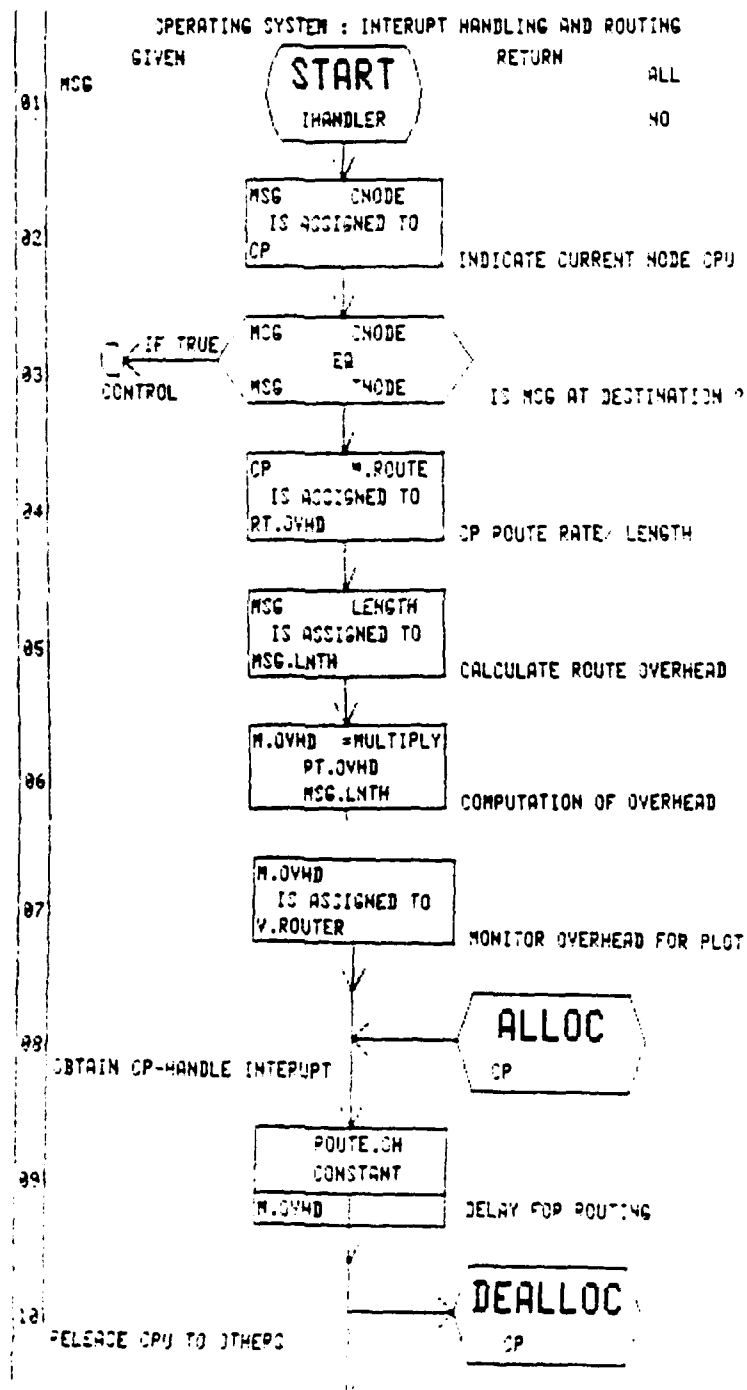 OPERATING SYSTEM : INTERUPT HANDLING AND ROUTING
GIVEN RETURN
MSG START ALL
01 IHANDLER NO
MSG CNODE
IS ASSIGNED TO
02 CP
INDICATE CURRENT NODE CPU
IF TRUE MSG CNODE
EQ
03 CONTROL MSG TNODE
IS MSG AT DESTINATION ?
CP M.ROUTE
IS ASSIGNED TO
04 RT.OVHD
CP ROUTE RATE/ LENGTH
MSG LENGTH
IS ASSIGNED TO
05 MSG.LNTH
CALCULATE ROUTE OVERHEAD
M.OVHD =MULTIPLY
RT.OVHD
06 MSG.LNTH
COMPUTATION OF OVERHEAD
M.OVHD
IS ASSIGNED TO
07 V.ROUTER
MONITOR OVERHEAD FOR PLOT
ALLOC
08 CP
OBTAIN CP-HANDLE INTERUPT
ROUTE.OH
CONSTANT
09 M.OVHD
DELAY FOR ROUTING
DEALLOC
10 CP
RELEASE CPU TO OTHERS